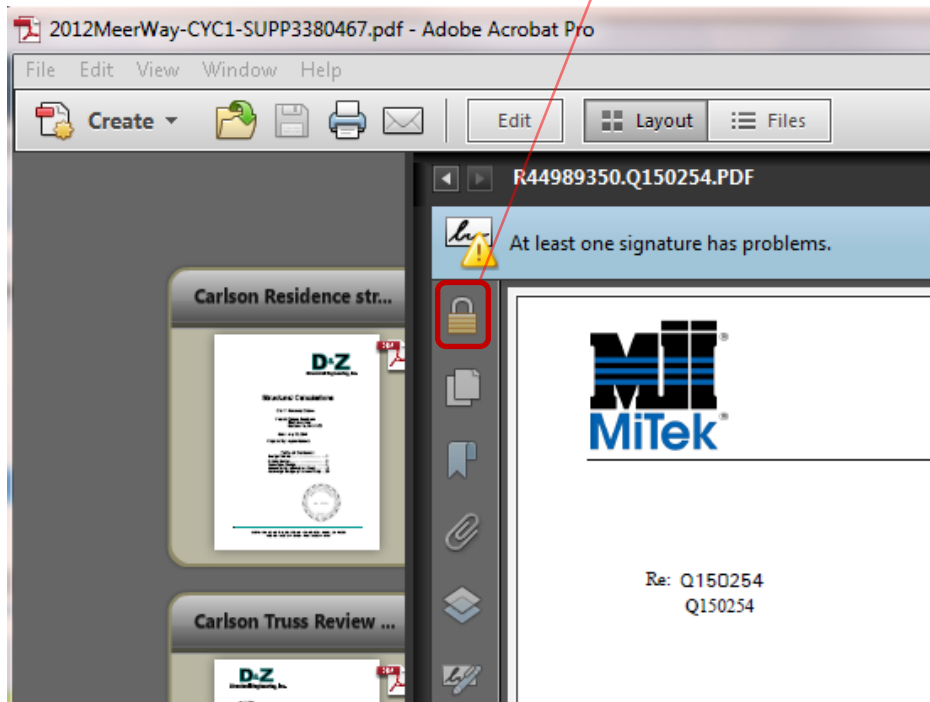 2012MeerWay-CYC1-SUPP3380467.pdf - Adobe Acrobat Pro
File Edit View Window Help
Create Edit Layout Files
R44989350.Q150254.PDF
At least one signature has problems.
Carlson Residence str...
D&Z
Structural Calculations
MiTek
Re: Q150254
Q150254
Carlson Truss Review ...
D&Z